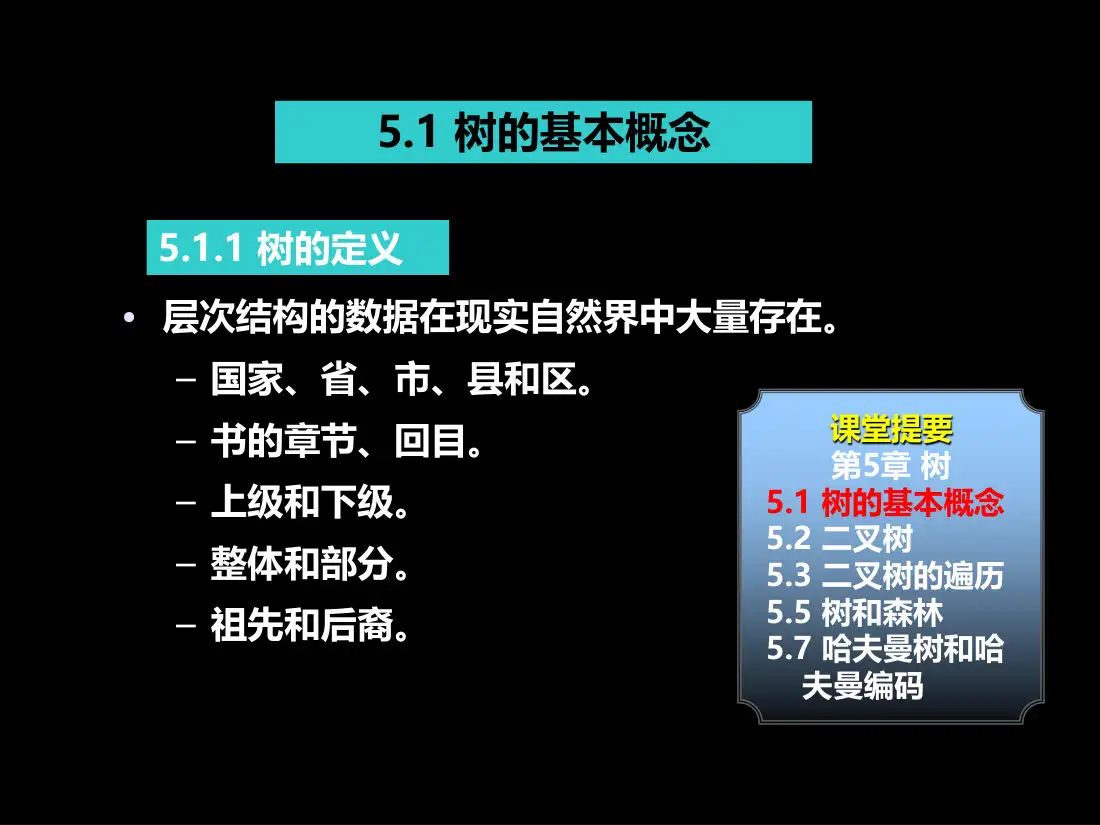 5.1 树的基本概念
5.1.1 树的定义
• 层次结构的数据在现实自然界中大量存在。
– 国家、省、市、县和区。
– 书的章节、回目。
– 上级和下级。
– 整体和部分。
– 祖先和后裔。
课堂提要
第5章 树
5.1 树的基本概念
5.2 二叉树
5.3 二叉树的遍历
5.5 树和森林
5.7 哈夫曼树和哈
夫曼编码